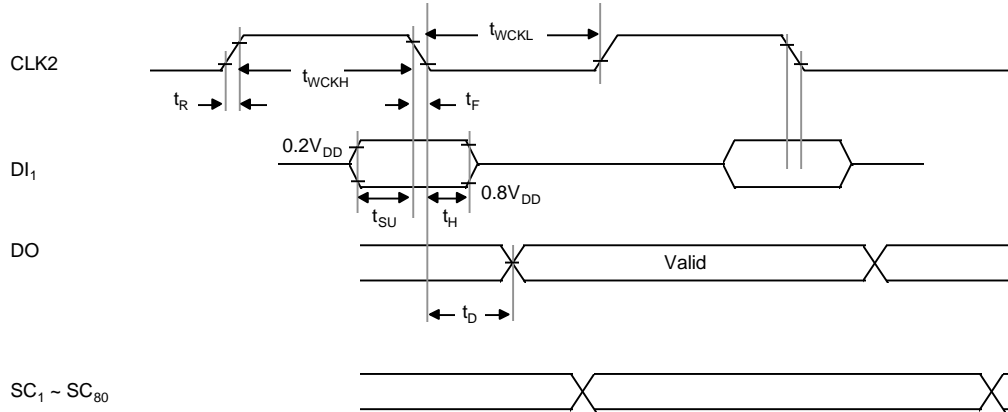 t_WCKL
CLK2
t_WCKH
t_R
t_F
0.2V_DD
DI_1
0.8V_DD
t_SU
t_H
DO
Valid
t_D
SC_1 ~ SC_80